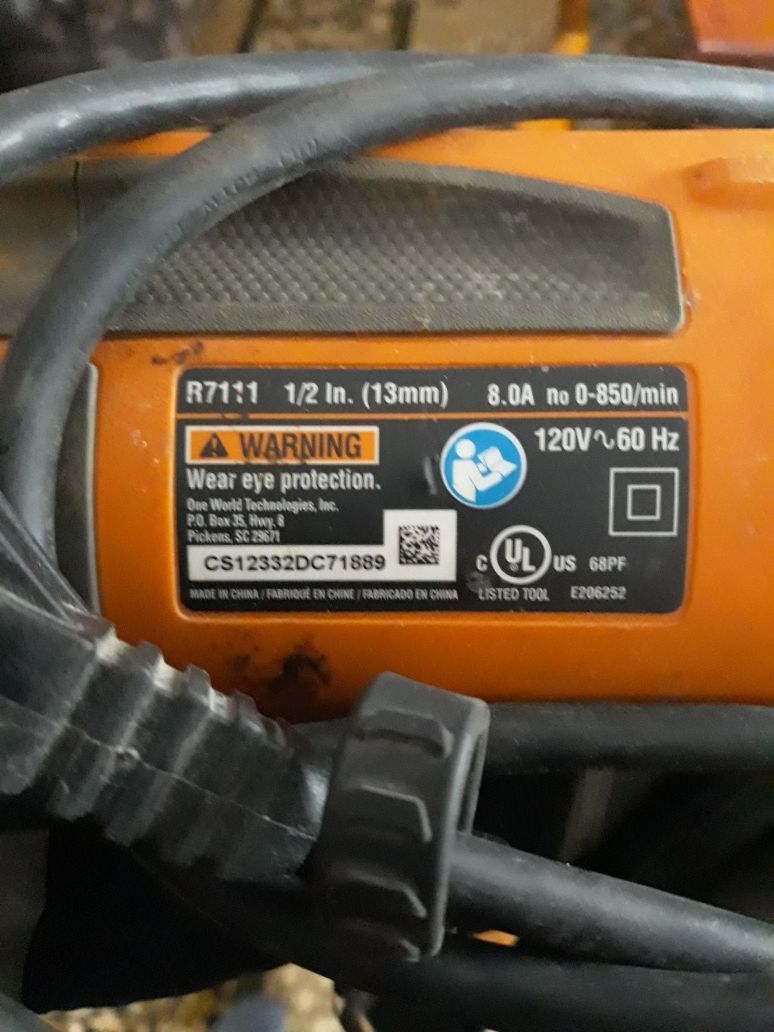 R7111 1/2 In. (13mm) 8.0A no 0-850/min
WARNING
120V~60 Hz
Wear eye protection.
One World Technologies, Inc.
P.O. Box 35, Hwy. 8
Pickens, SC 29671
CS12332DC71889
C UL US 68PF
MADE IN CHINA / FABRIQUÉ EN CHINE / FABRICADO EN CHINA
LISTED TOOL E206252